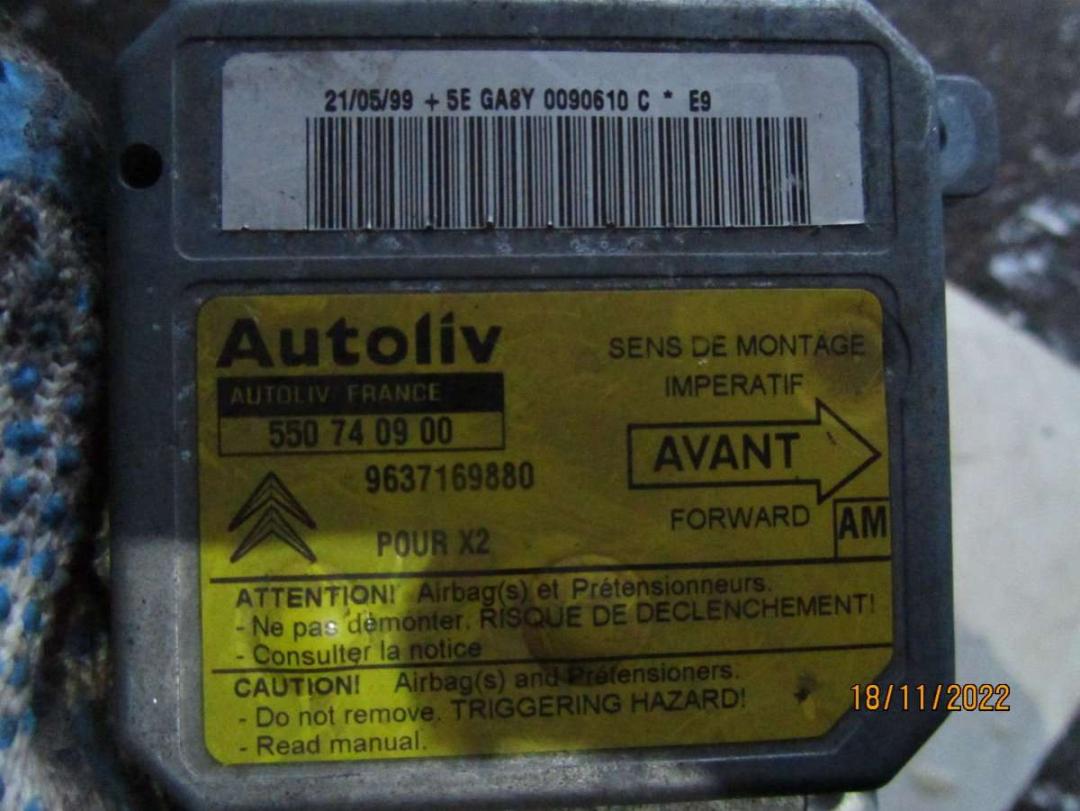 21/05/99 + 5E GA8Y 0090610 C * E9
Autoliv
AUTOLIV FRANCE
550 74 09 00
9637169880
POUR X2
SENS DE MONTAGE
IMPERATIF
AVANT
FORWARD
AM
ATTENTION! Airbag(s) et Prétensionneurs.
- Ne pas démonter. RISQUE DE DECLENCHEMENT!
- Consulter la notice
CAUTION! Airbag(s) and Prétensioners.
- Do not remove. TRIGGERING HAZARD!
- Read manual.
18/11/2022